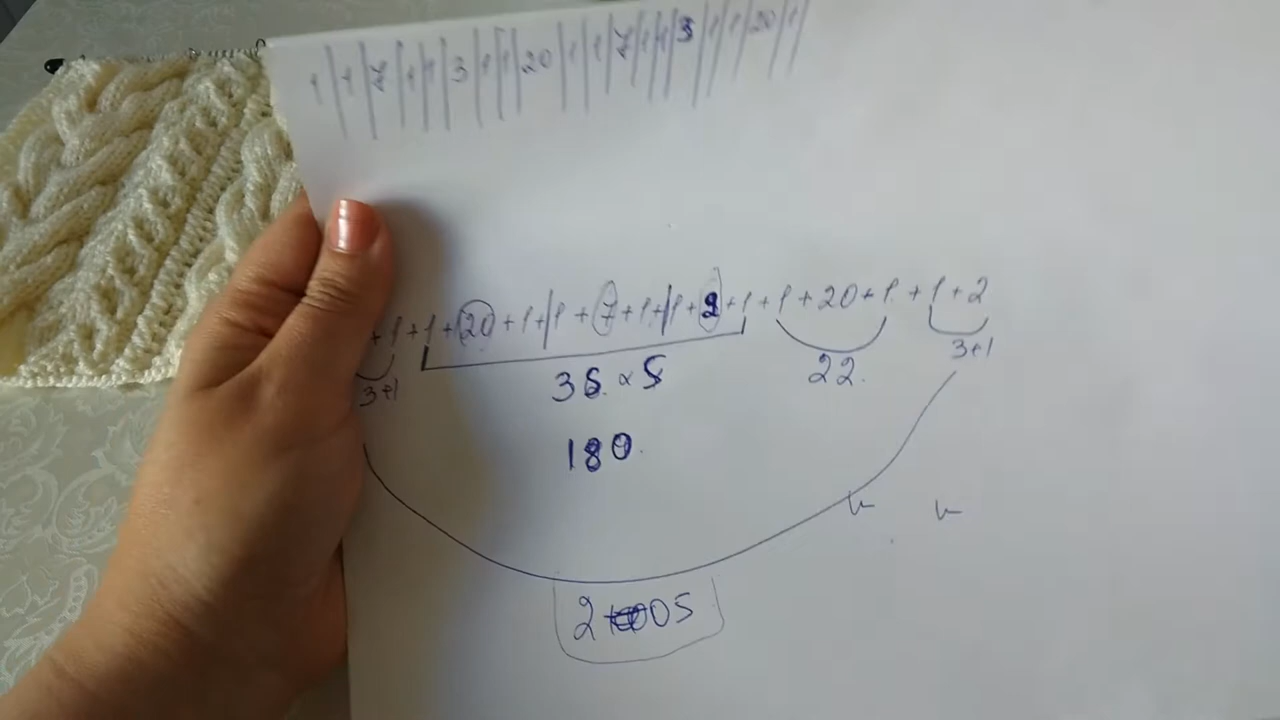 1 | 1 | 7 | 1 | 1 | 3 | 1 | 1 | 20 | 1 | 1 | 7 | 1 | 1 | 3 | 1 | 1 | 20 | 1 |
+ 1 + 1 + 20 + 1 + | 1 + 7 + 1 + | 1 + 2 + 1 + 1 + 20 + 1 + 1 + 2
3+1 36 x 5 22 3+1
180
205